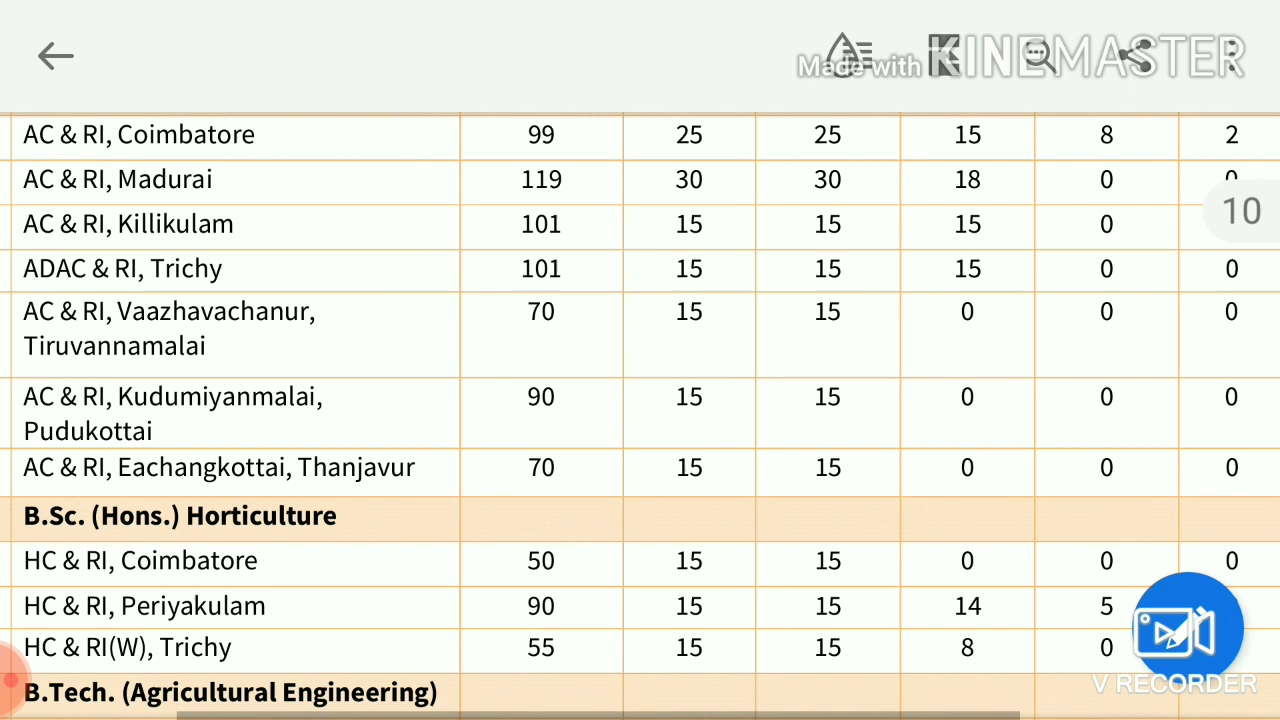 Made with KINEMASTER
AC & RI, Coimbatore 99 25 25 15 8 2
AC & RI, Madurai 119 30 30 18 0
10
AC & RI, Killikulam 101 15 15 15 0
ADAC & RI, Trichy 101 15 15 15 0 0
AC & RI, Vaazhavachanur, 70 15 15 0 0 0
Tiruvannamalai
AC & RI, Kudumiyanmalai, 90 15 15 0 0 0
Pudukottai
AC & RI, Eachangkottai, Thanjavur 70 15 15 0 0 0
B.Sc. (Hons.) Horticulture
HC & RI, Coimbatore 50 15 15 0 0 0
HC & RI, Periyakulam 90 15 15 14 5
HC & RI(W), Trichy 55 15 15 8 0
V RECORDER
B.Tech. (Agricultural Engineering)